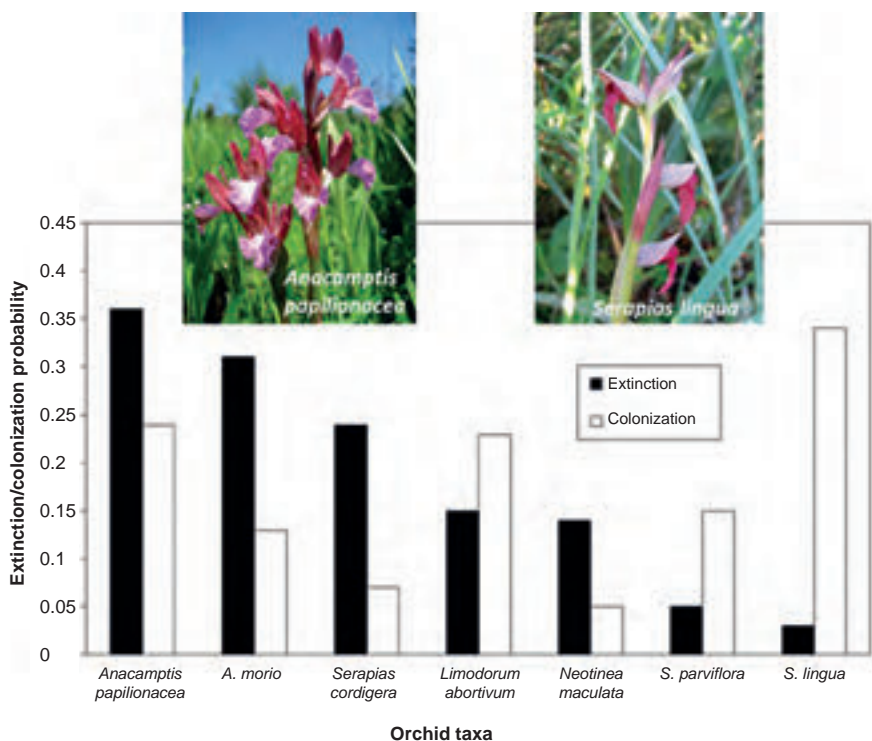 Anacamptis
papilionacea
Serapias lingua
0.45
0.4
0.35
0.3
0.25
0.2
0.15
0.1
0.05
0
Extinction/colonization probability
Extinction
Colonization
Anacamptis
papilionacea
A. morio
Serapias
cordigera
Limodorum
abortivum
Neotinea
maculata
S. parviflora
S. lingua
Orchid taxa